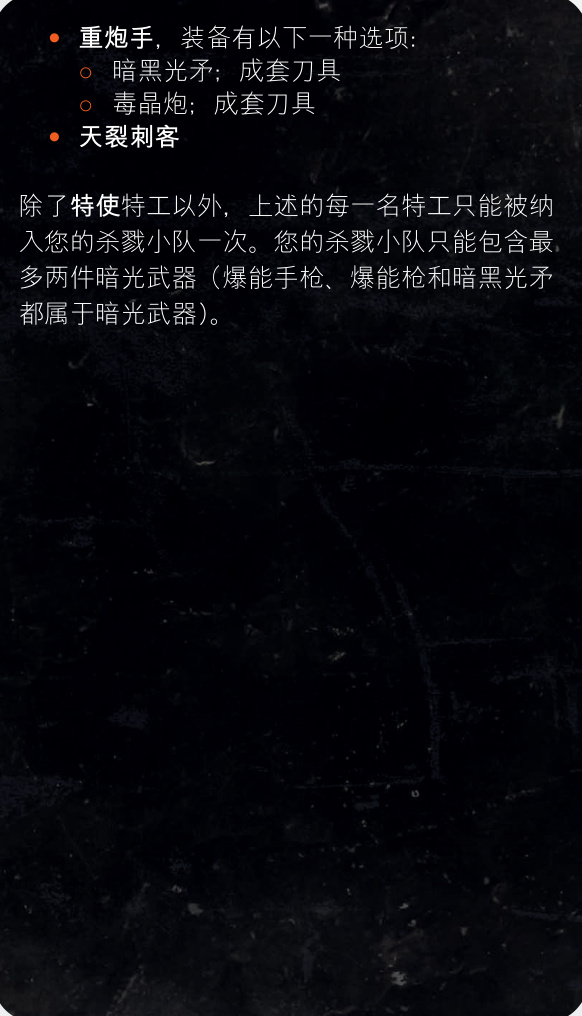 重炮手，装备有以下一种选项:
暗黑光矛；成套刀具
毒晶炮；成套刀具
天裂刺客
除了特使特工以外，上述的每一名特工只能被纳
入您的杀戮小队一次。您的杀戮小队只能包含最
多两件暗光武器（爆能手枪、爆能枪和暗黑光矛
都属于暗光武器）。